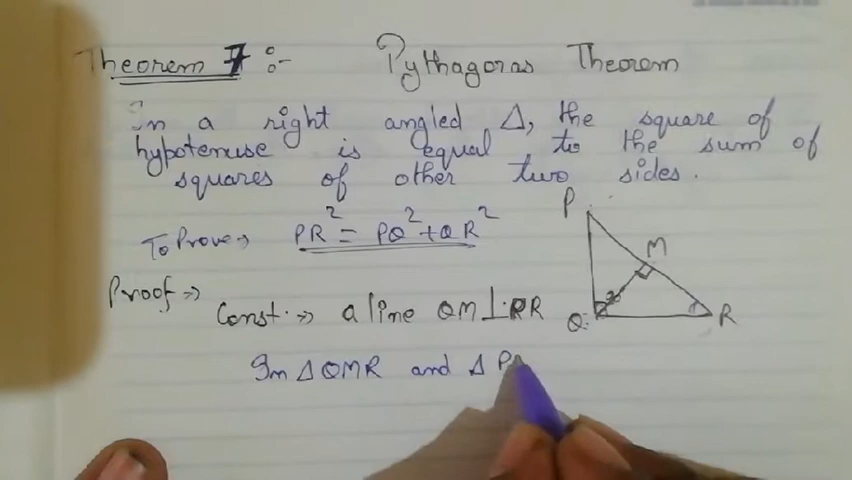 Theorem 7 :-
Pythagoras Theorem
In a right angled Δ, the square of
hypotenuse is equal to the sum of
squares of other two sides.
To Prove→ PR² = PQ² + QR²
Proof →
Const. → a line QM ⊥ PR
In Δ QMR and Δ P
P
M
Q
R